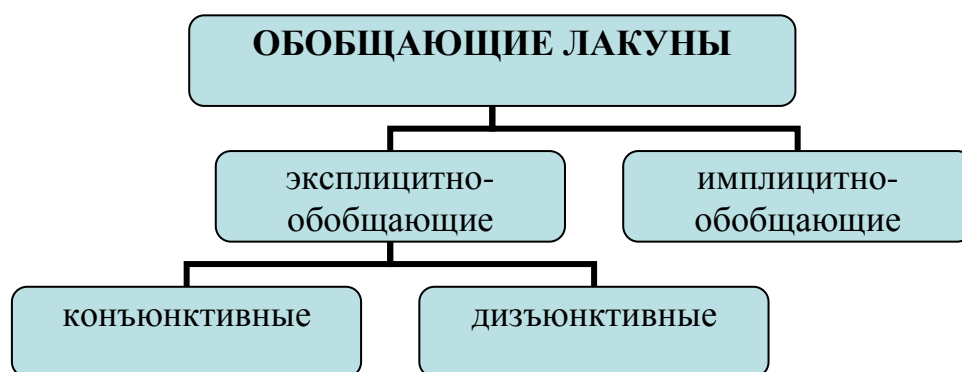 ОБОБЩАЮЩИЕ ЛАКУНЫ
эксплицитно-
обобщающие
имплицитно-
обобщающие
конъюнктивные
дизъюнктивные